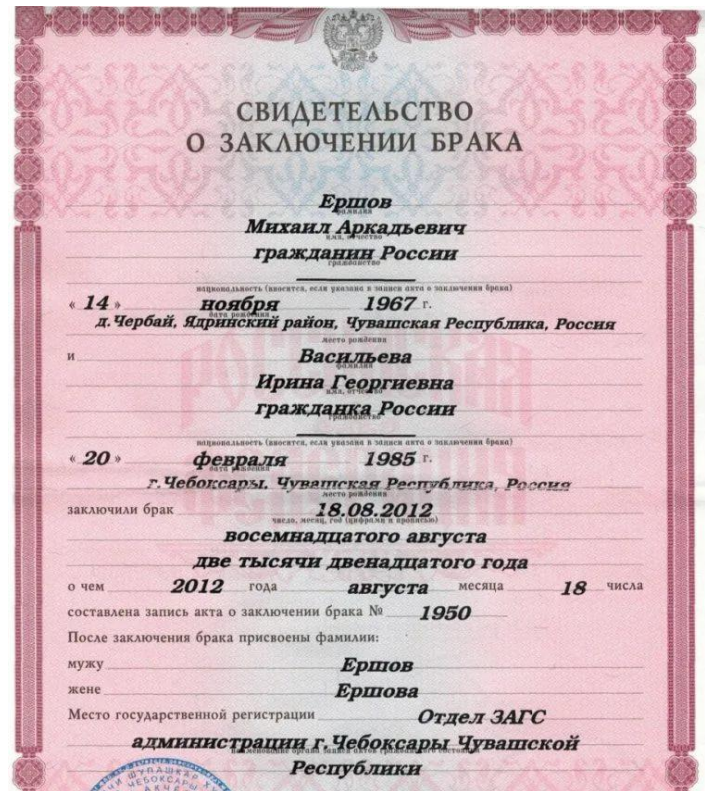 СВИДЕТЕЛЬСТВО
О ЗАКЛЮЧЕНИИ БРАКА
Ершов
фамилия
Михаил Аркадьевич
имя, отчество
гражданин России
гражданство
национальность (вносится, если указана в записи акта о заключении брака)
« 14 » ноября 1967 г.
дата рождения
д.Чербай, Ядринский район, Чувашская Республика, Россия
место рождения
и Васильева
фамилия
Ирина Георгиевна
имя, отчество
гражданка России
гражданство
национальность (вносится, если указана в записи акта о заключении брака)
« 20 » февраля 1985 г.
дата рождения
г.Чебоксары. Чувашская Республика, Россия
место рождения
заключили брак 18.08.2012
число, месяц, год (цифрами и прописью)
восемнадцатого августа
две тысячи двенадцатого года
о чем 2012 года августа месяца 18 числа
составлена запись акта о заключении брака № 1950
После заключения брака присвоены фамилии:
мужу Ершов
жене Ершова
Место государственной регистрации Отдел ЗАГС
администрации г.Чебоксары Чувашской
наименование органа записи актов гражданского состояния
Республики